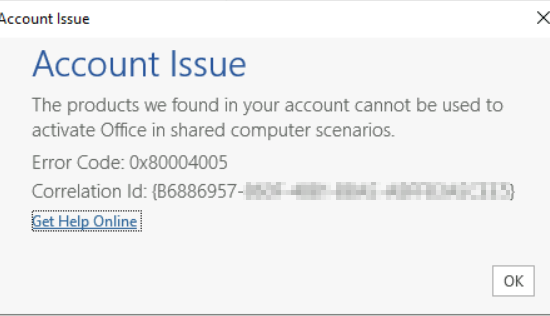 Account Issue
Account Issue
The products we found in your account cannot be used to
activate Office in shared computer scenarios.
Error Code: 0x80004005
Correlation Id: {B6886957-
Get Help Online
OK